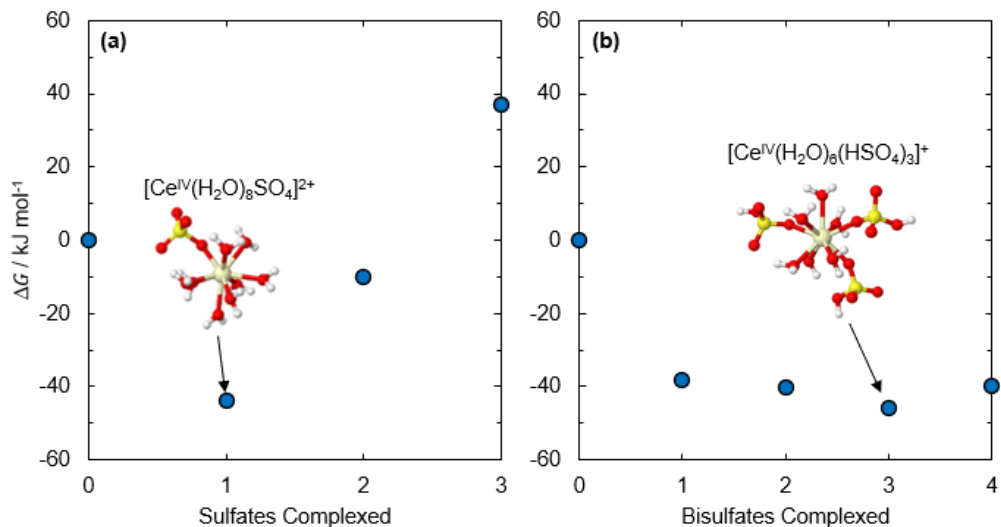 (a)
60
40
20
0
-20
-40
-60
ΔG / kJ mol⁻¹
[Ceᴵⱽ(H₂O)₈SO₄]²⁺
0 1 2 3
Sulfates Complexed
(b)
60
40
20
0
-20
-40
-60
[Ceᴵⱽ(H₂O)₆(HSO₄)₃]⁺
0 1 2 3 4
Bisulfates Complexed